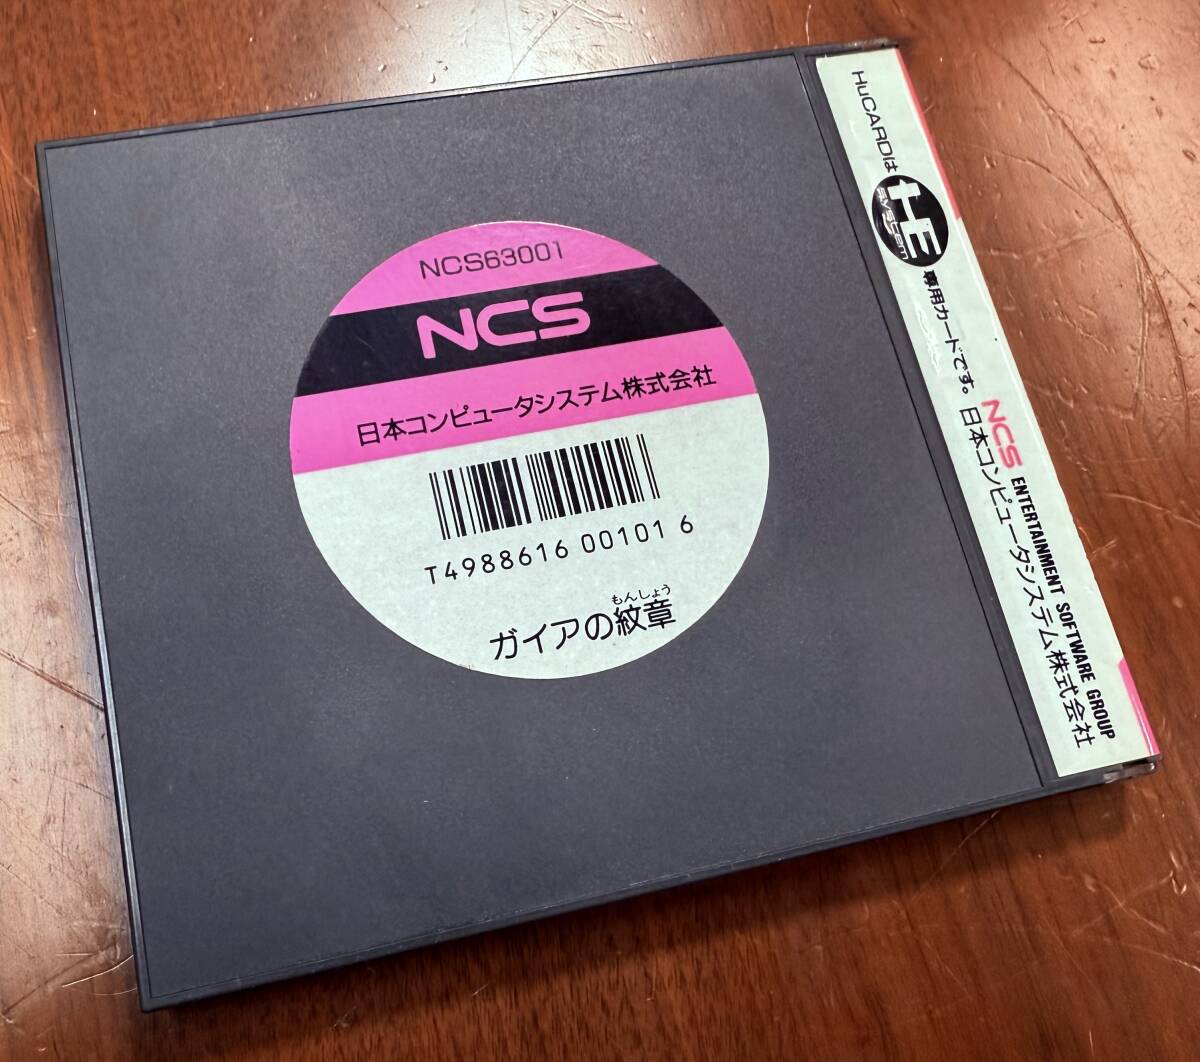 NCS63001
NCS
日本コンピュータシステム株式会社
T4988616 00101 6
もんしょう
ガイアの紋章
HuCARDは HE system 専用カードです。
NCS ENTERTAINMENT SOFTWARE GROUP
日本コンピュータシステム株式会社